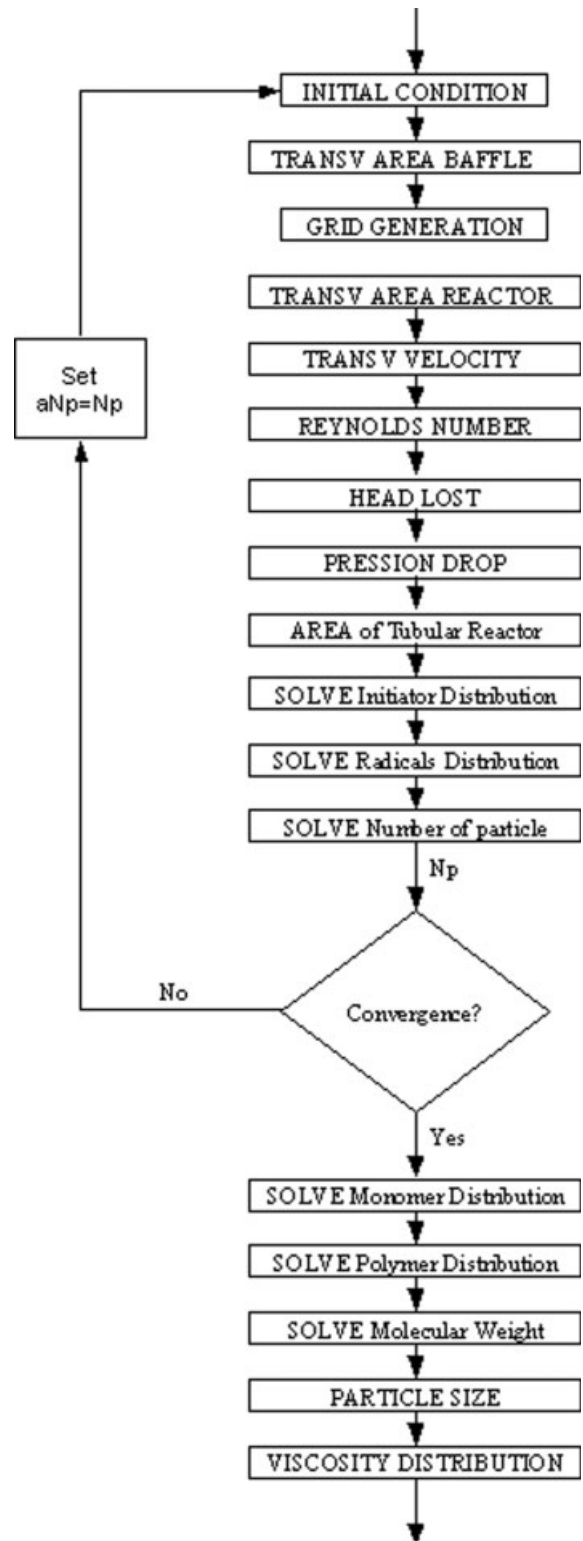 INITIAL CONDITION
TRANSV AREA BAFFLE
GRID GENERATION
TRANSV AREA REACTOR
TRANSV VELOCITY
REYNOLDS NUMBER
HEAD LOST
PRESSION DROP
AREA of Tubular Reactor
SOLVE Initiator Distribution
SOLVE Radicals Distribution
SOLVE Number of particle
Np
Convergence?
No
Set
aNp=Np
Yes
SOLVE Monomer Distribution
SOLVE Polymer Distribution
SOLVE Molecular Weight
PARTICLE SIZE
VISCOSITY DISTRIBUTION